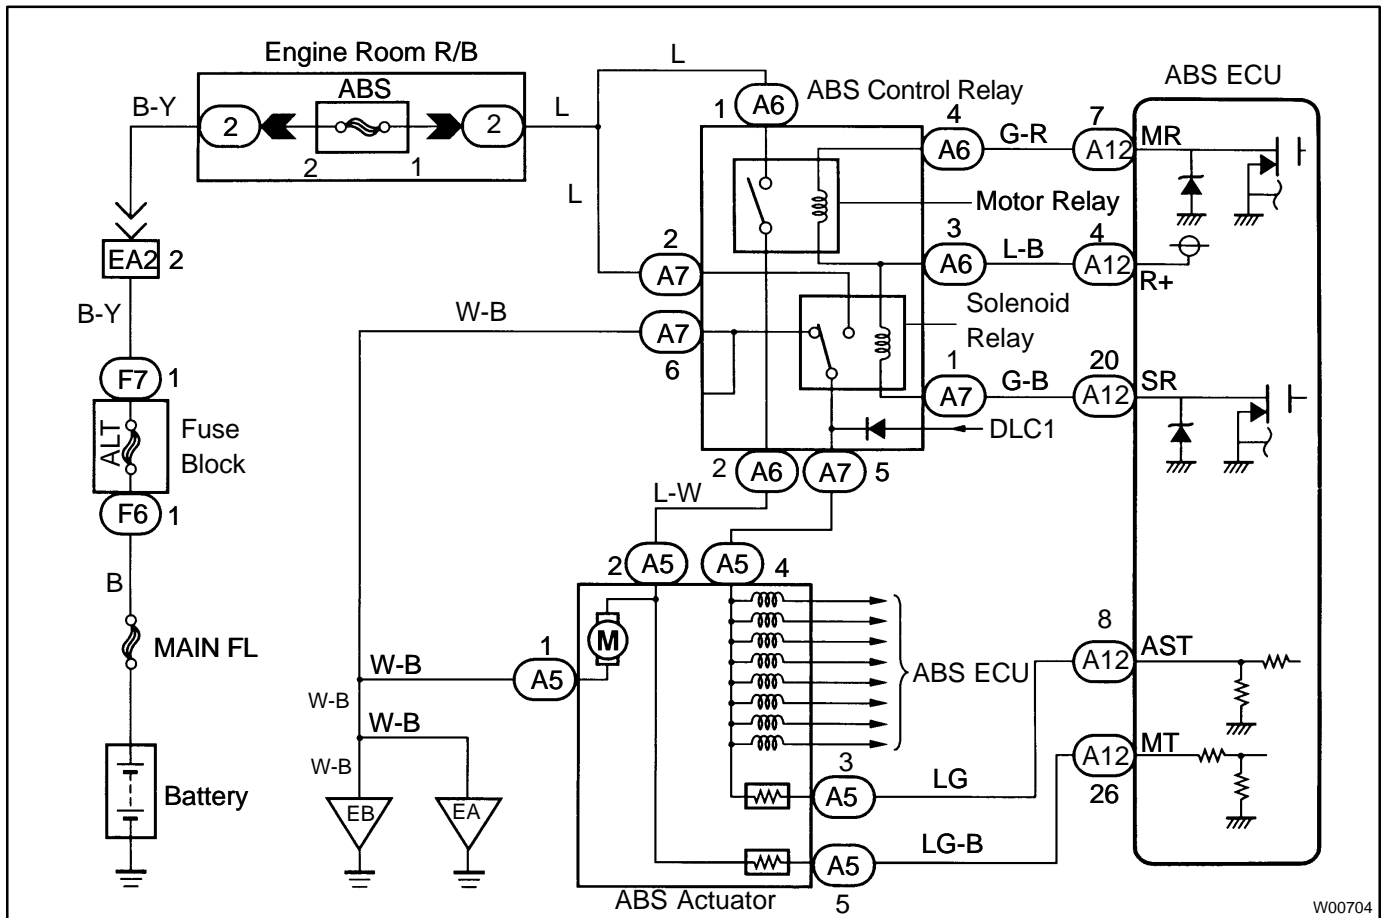 Engine Room R/B
ABS
B-Y
2
2
L
2
1
L
L
EA2 2
B-Y
F7 1
ALT
Fuse
Block
F6 1
B
MAIN FL
Battery
1 A6
ABS Control Relay
4
A6
G-R
7
A12
MR
ABS ECU
Motor Relay
2
A7
3
A6
L-B
4
A12
R+
W-B
A7
6
Solenoid
Relay
1
A7
G-B
20
A12
SR
DLC1
2 A6
A7 5
L-W
2 A5
A5 4
M
1
A5
W-B
W-B
W-B
W-B
EB
EA
ABS ECU
8
A12
AST
A12
26
MT
3
A5
LG
A5
5
LG-B
ABS Actuator
W00704